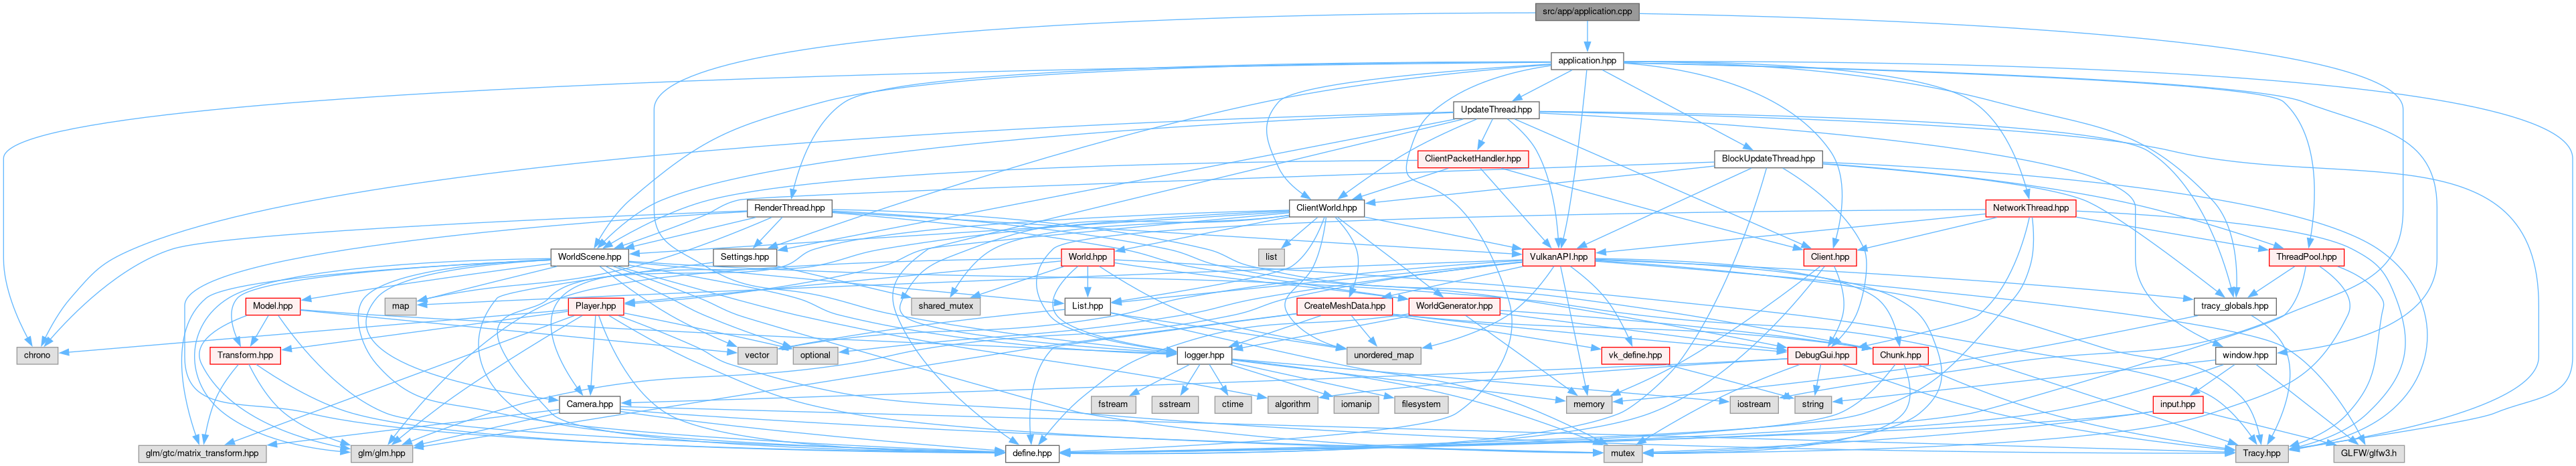 src/app/application.cpp
application.hpp
UpdateThread.hpp
ClientPacketHandler.hpp
BlockUpdateThread.hpp
RenderThread.hpp
ClientWorld.hpp
NetworkThread.hpp
WorldScene.hpp
Settings.hpp
World.hpp
list
VulkanAPI.hpp
Client.hpp
ThreadPool.hpp
map
Model.hpp
Player.hpp
shared_mutex
List.hpp
CreateMeshData.hpp
WorldGenerator.hpp
tracy_globals.hpp
chrono
Transform.hpp
vector
optional
logger.hpp
unordered_map
vk_define.hpp
DebugGui.hpp
Chunk.hpp
window.hpp
Camera.hpp
fstream
sstream
ctime
algorithm
iomanip
filesystem
memory
iostream
string
input.hpp
glm/gtc/matrix_transform.hpp
glm/glm.hpp
define.hpp
mutex
Tracy.hpp
GLFW/glfw3.h